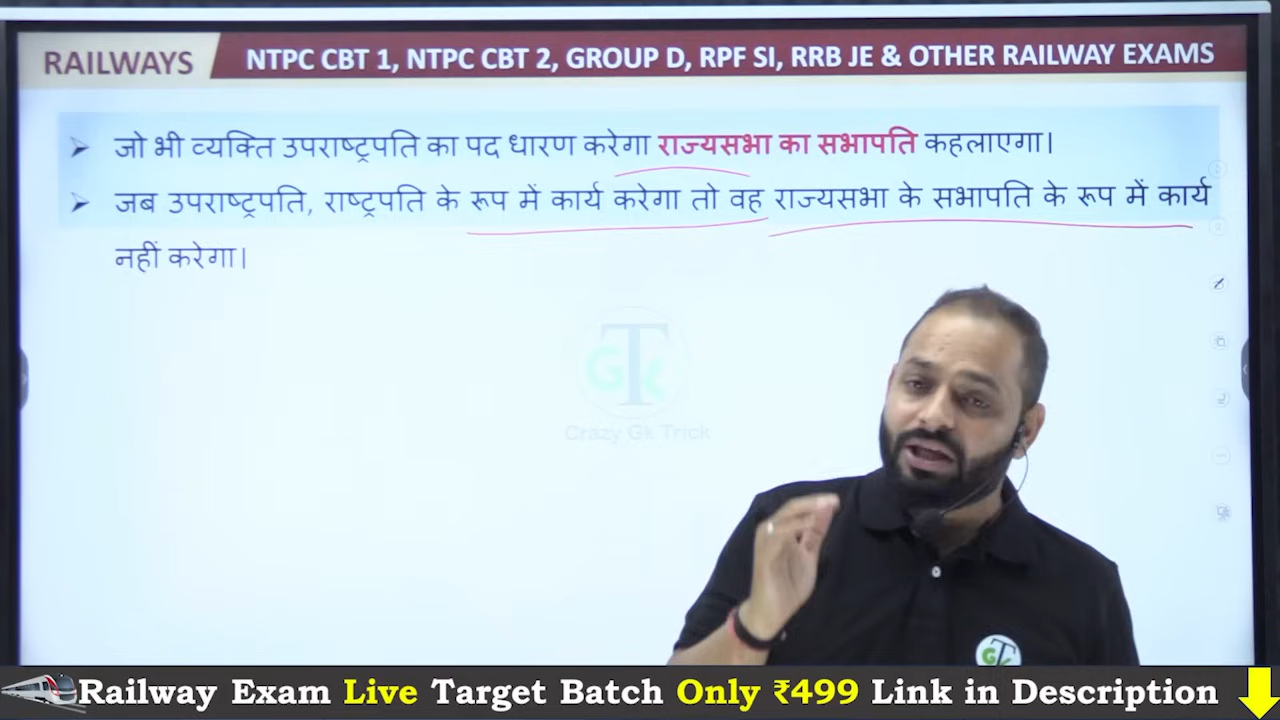 RAILWAYS
NTPC CBT 1, NTPC CBT 2, GROUP D, RPF SI, RRB JE & OTHER RAILWAY EXAMS
➢ जो भी व्यक्ति उपराष्ट्रपति का पद धारण करेगा राज्यसभा का सभापति कहलाएगा।
➢ जब उपराष्ट्रपति, राष्ट्रपति के रूप में कार्य करेगा तो वह राज्यसभा के सभापति के रूप में कार्य
नहीं करेगा।
GTK
Crazy Gk Trick
GTK
Railway Exam Live Target Batch Only ₹499 Link in Description